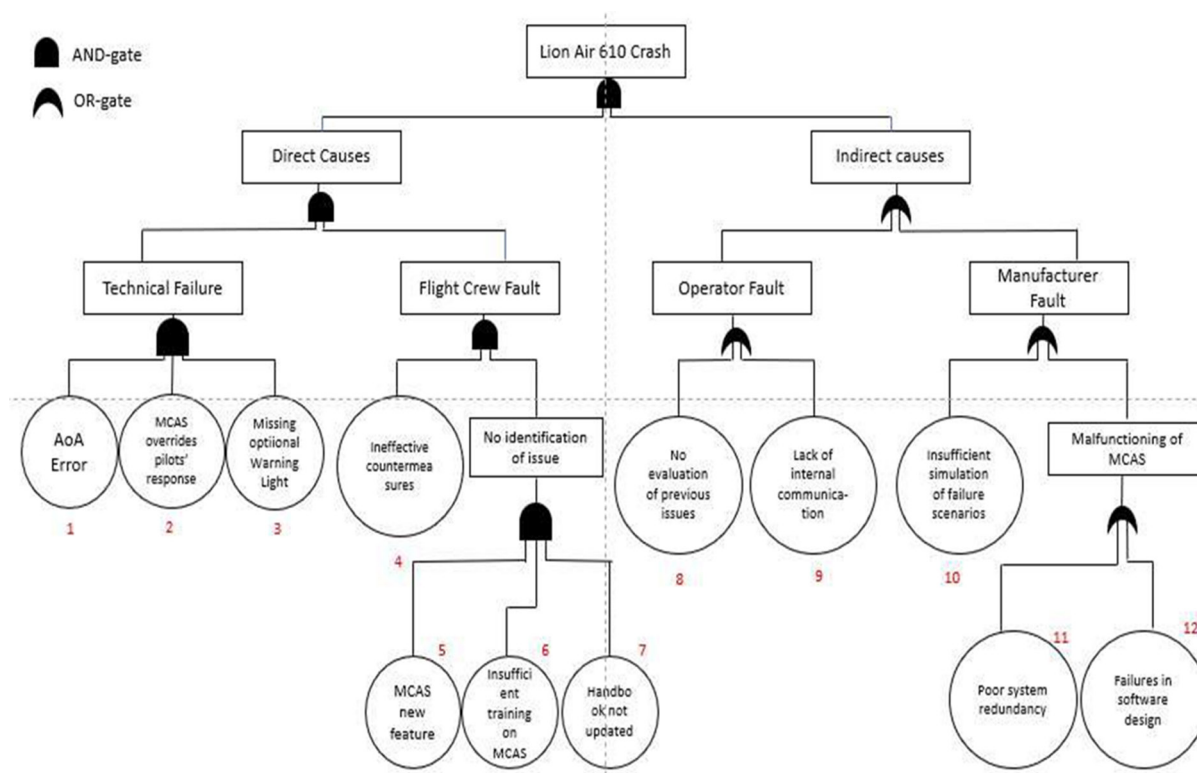 Lion Air 610 Crash
AND-gate
OR-gate
Direct Causes
Indirect causes
Technical Failure
Flight Crew Fault
Operator Fault
Manufacturer
Fault
AoA
Error
MCAS
overrides
pilots'
response
Missing
optiional
Warning
Light
Ineffective
countermea
sures
No identification
of issue
No
evaluation
of previous
issues
Lack of
internal
communica-
tion
Insufficient
simulation
of failure
scenarios
Malfunctioning of
MCAS
1
2
3
4
8
9
10
5
6
7
11
12
MCAS
new
feature
Insuffici
ent
training
on
MCAS
Handbo
ok not
updated
Poor system
redundancy
Failures in
software
design